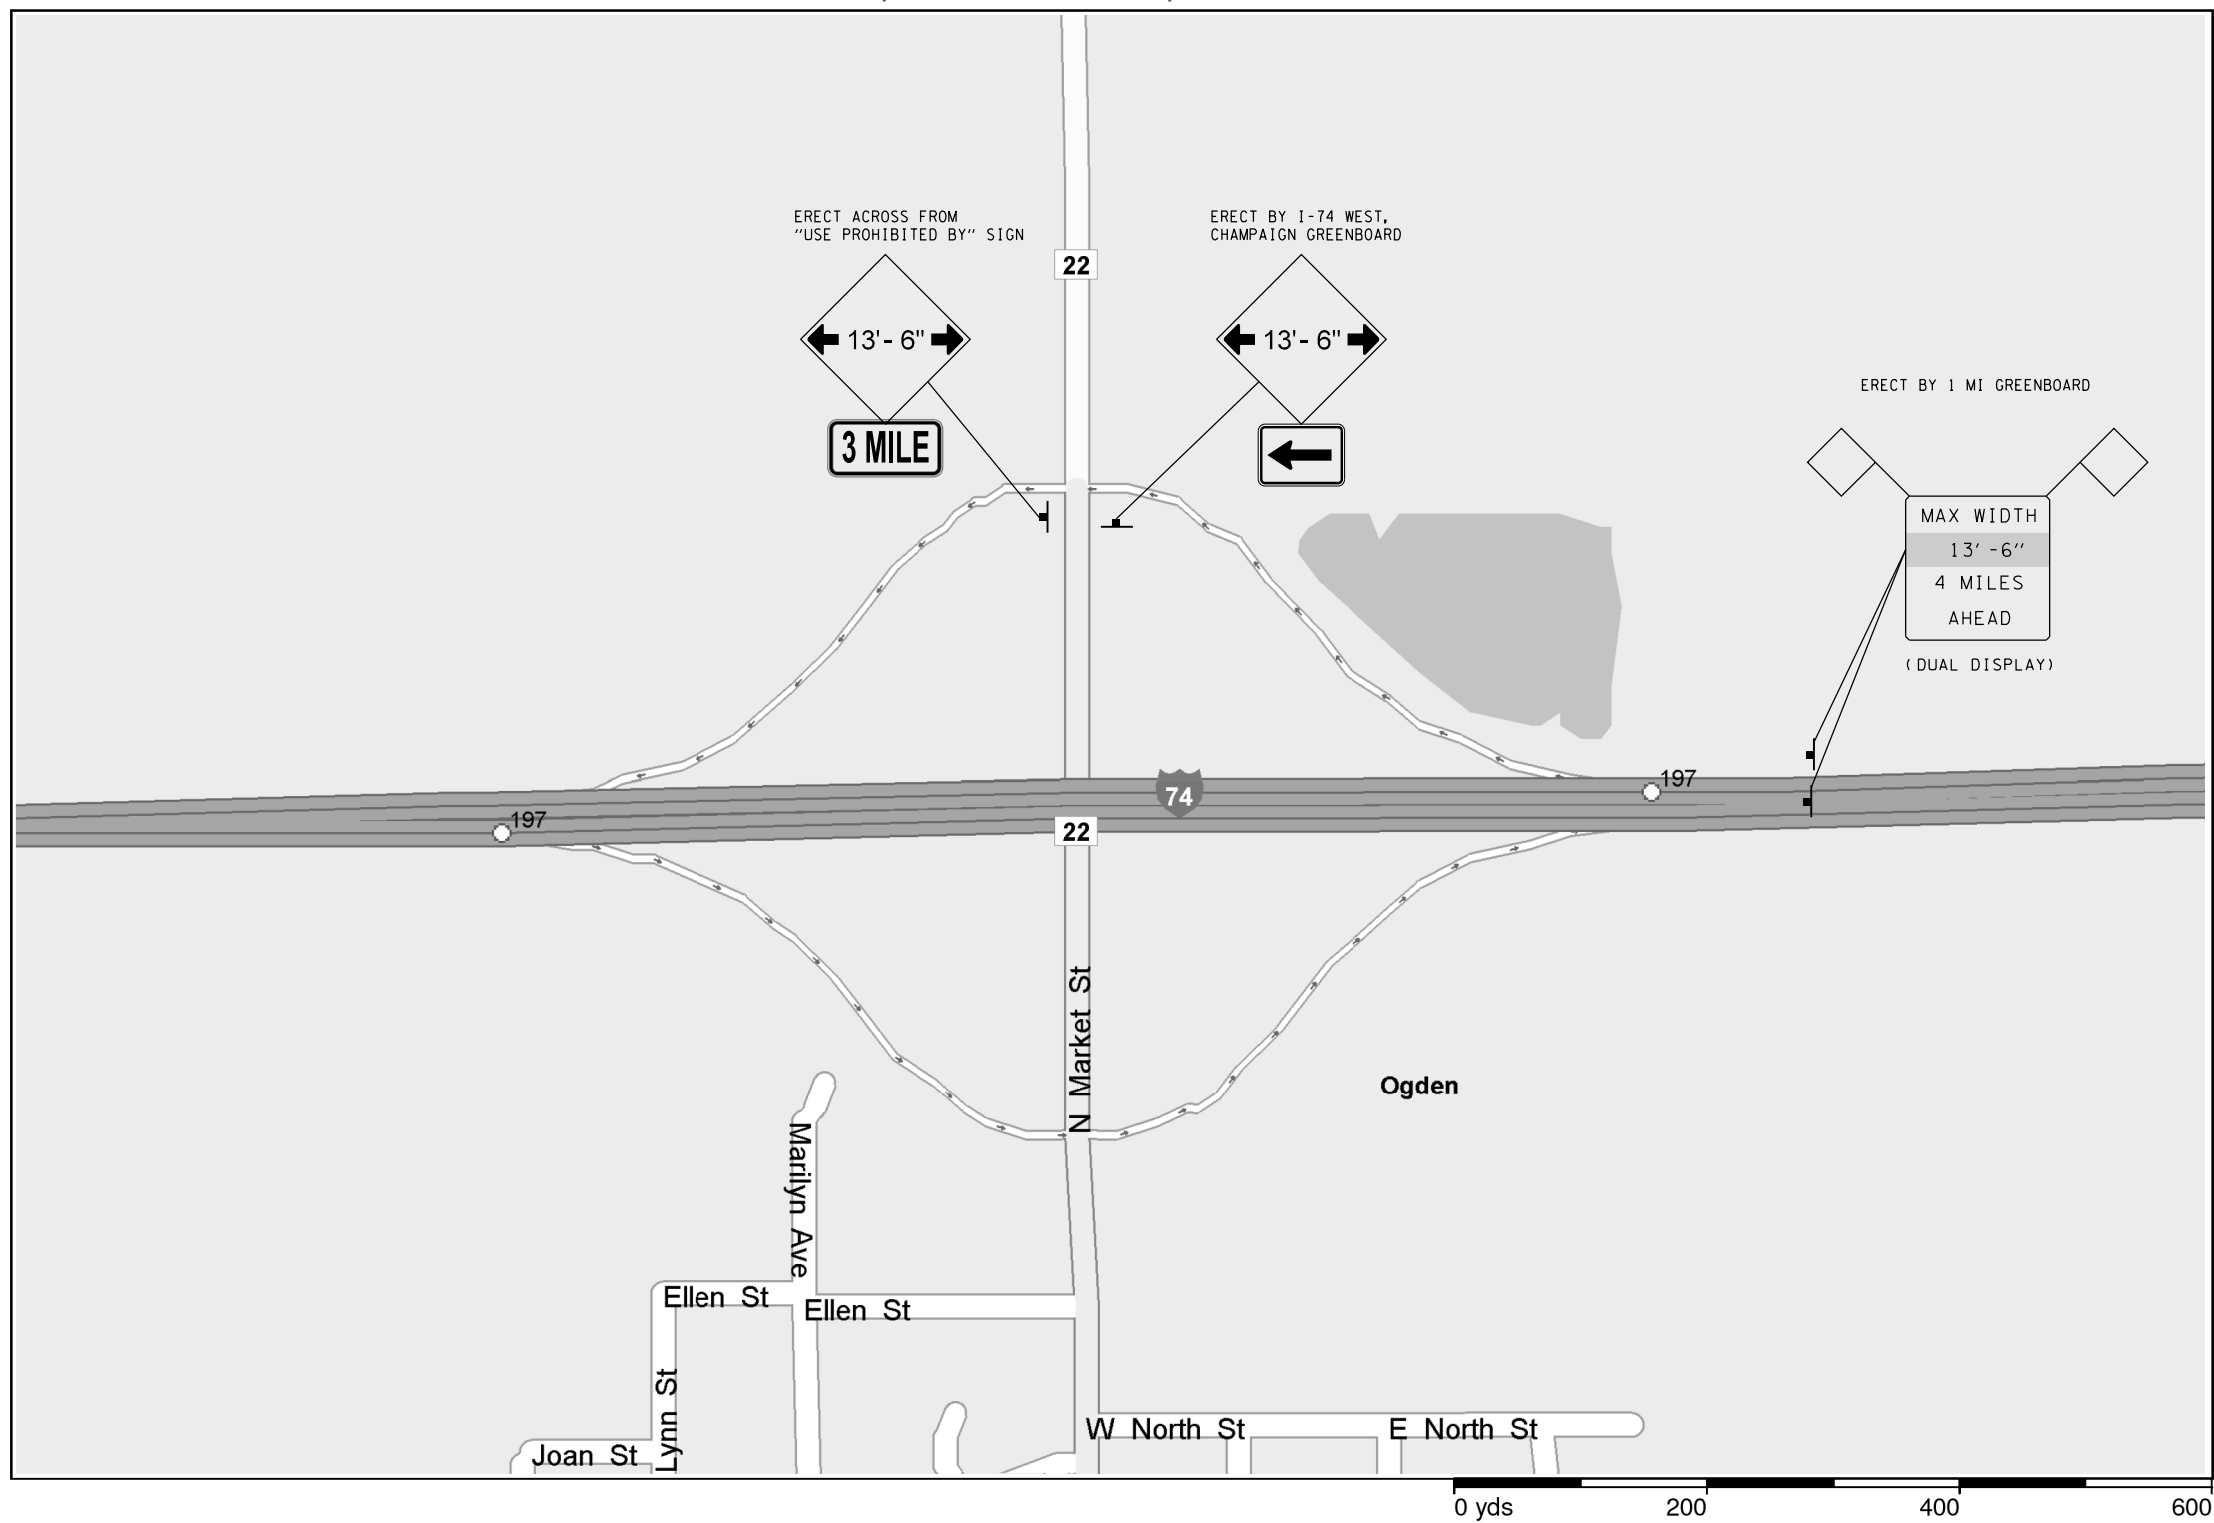 ERECT ACROSS FROM
"USE PROHIBITED BY" SIGN
ERECT BY I-74 WEST,
CHAMPAIGN GREENBOARD
22
13'- 6"
13'- 6"
3 MILE
ERECT BY 1 MI GREENBOARD
MAX WIDTH
13' -6"
4 MILES
AHEAD
(DUAL DISPLAY)
197
74
197
22
N Market St
Ogden
Marilyn Ave
Ellen St
Ellen St
Lynn St
Joan St
W North St
E North St
0 yds
200
400
600